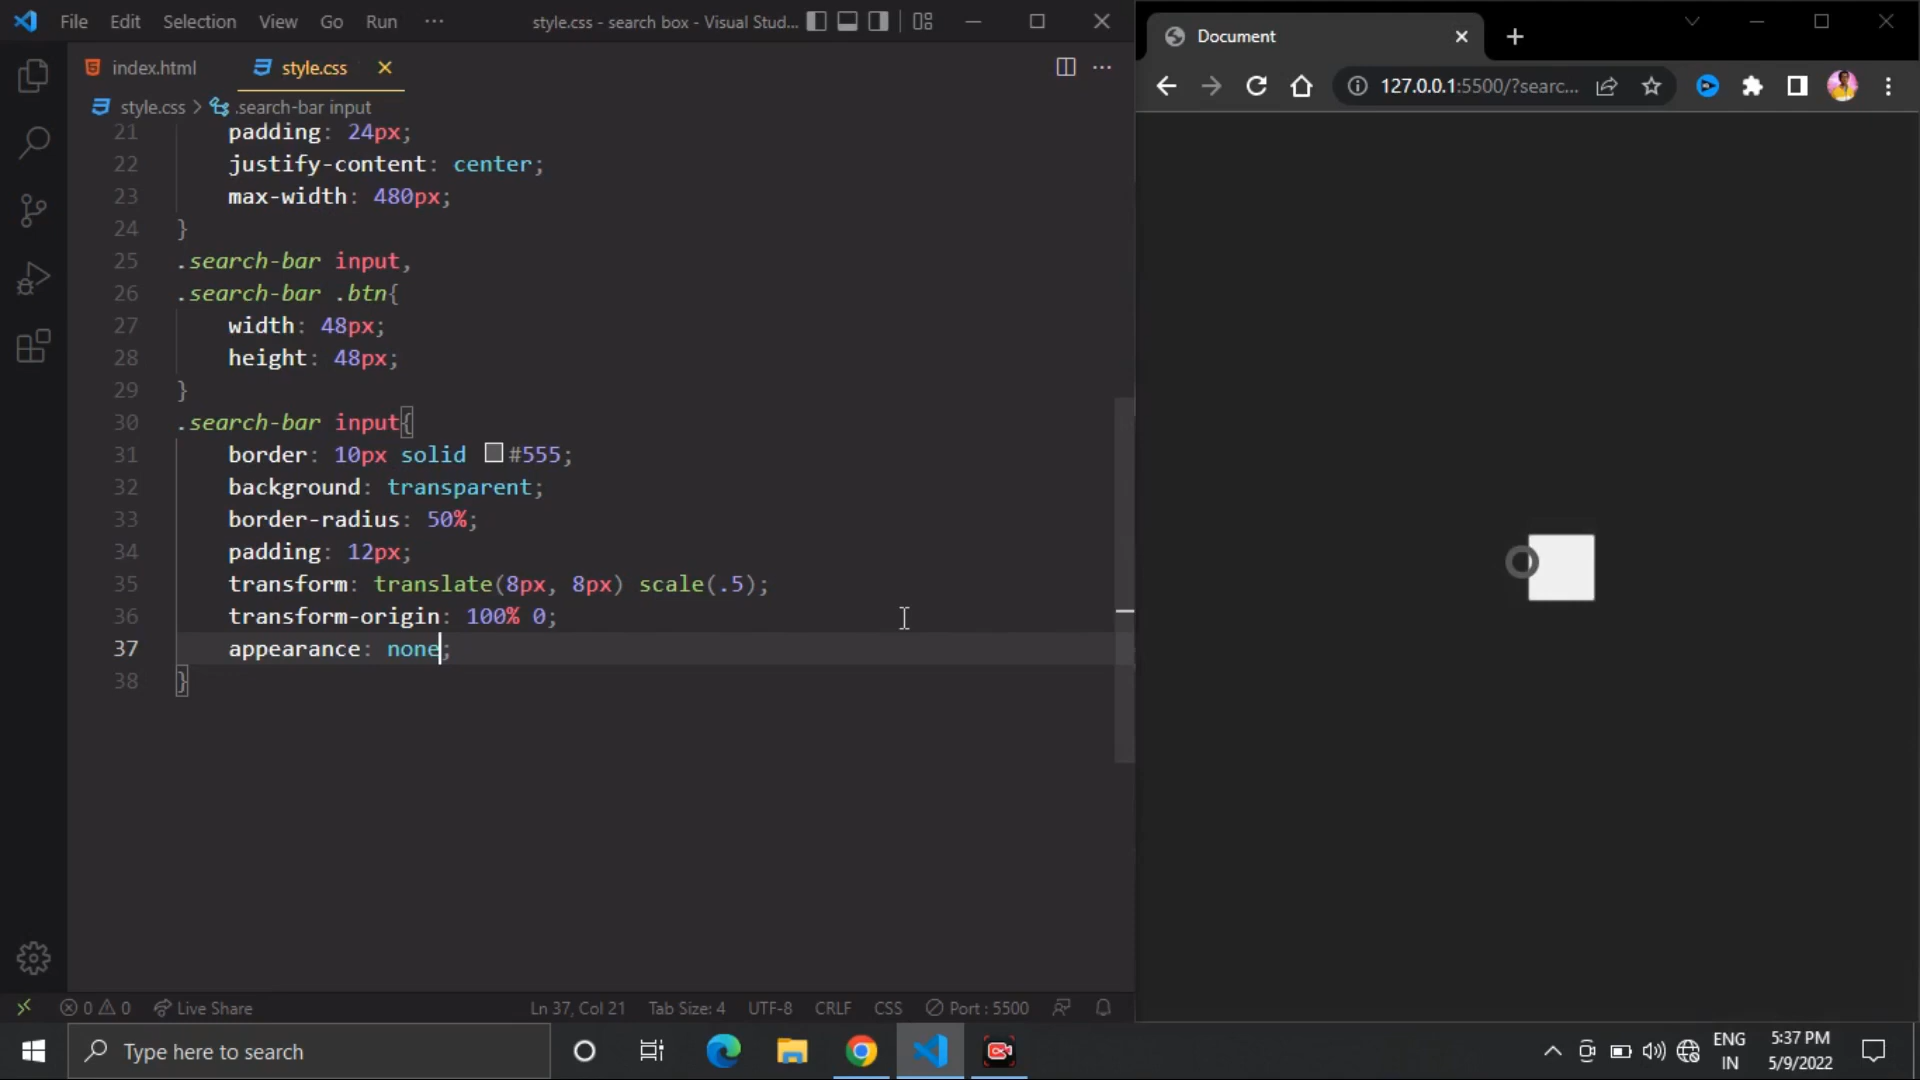 File Edit Selection View Go Run ··· style.css - search box - Visual Stud...
index.html style.css
style.css > .search-bar input
21 padding: 24px;
22 justify-content: center;
23 max-width: 480px;
24 }
25 .search-bar input,
26 .search-bar .btn{
27 width: 48px;
28 height: 48px;
29 }
30 .search-bar input{
31 border: 10px solid #555;
32 background: transparent;
33 border-radius: 50%;
34 padding: 12px;
35 transform: translate(8px, 8px) scale(.5);
36 transform-origin: 100% 0;
37 appearance: none;
38 }
0 0 Live Share Ln 37, Col 21 Tab Size: 4 UTF-8 CRLF CSS Port : 5500
Document
127.0.0.1:5500/?searc...
Type here to search
ENG
IN
5:37 PM
5/9/2022